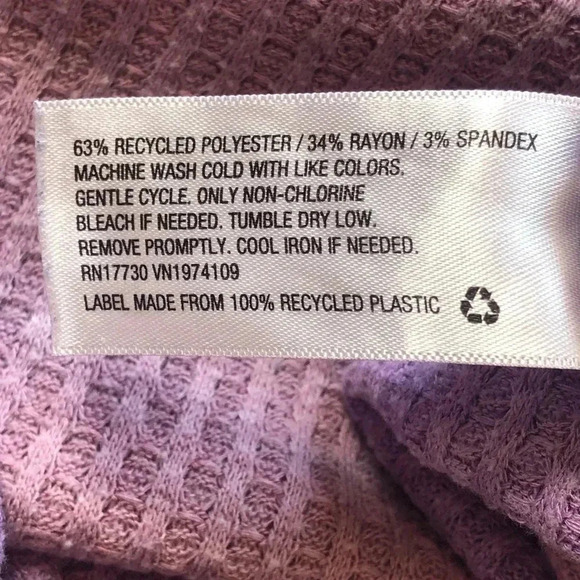 63% RECYCLED POLYESTER / 34% RAYON / 3% SPANDEX
MACHINE WASH COLD WITH LIKE COLORS.
GENTLE CYCLE. ONLY NON-CHLORINE
BLEACH IF NEEDED. TUMBLE DRY LOW.
REMOVE PROMPTLY. COOL IRON IF NEEDED.
RN17730 VN1974109
LABEL MADE FROM 100% RECYCLED PLASTIC